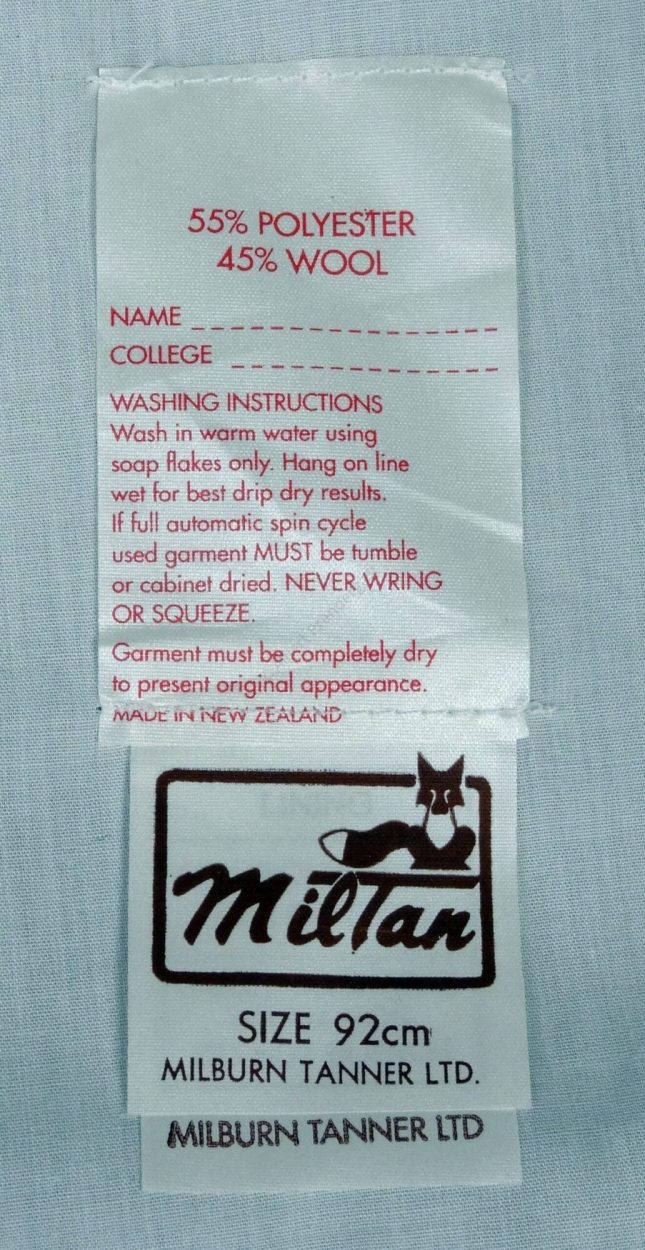 55% POLYESTER
45% WOOL
NAME
COLLEGE
WASHING INSTRUCTIONS
Wash in warm water using
soap flakes only. Hang on line
wet for best drip dry results.
If full automatic spin cycle
used garment MUST be tumble
or cabinet dried. NEVER WRING
OR SQUEEZE.
Garment must be completely dry
to present original appearance.
MADE IN NEW ZEALAND
MilTan
SIZE 92cm
MILBURN TANNER LTD.
MILBURN TANNER LTD